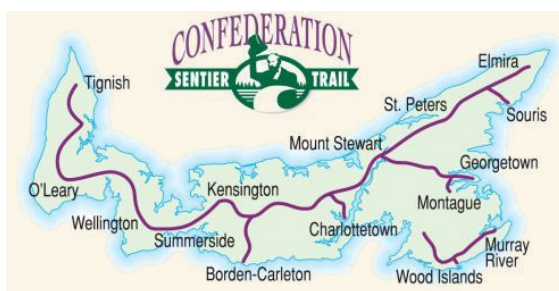 CONFEDERATION
SENTIER TRAIL
Elmira
Tignish
St. Peters
Souris
Mount Stewart
Georgetown
Kensington
O'Leary
Montague
Wellington
Charlottetown
Summerside
Murray
River
Borden-Carleton
Wood Islands